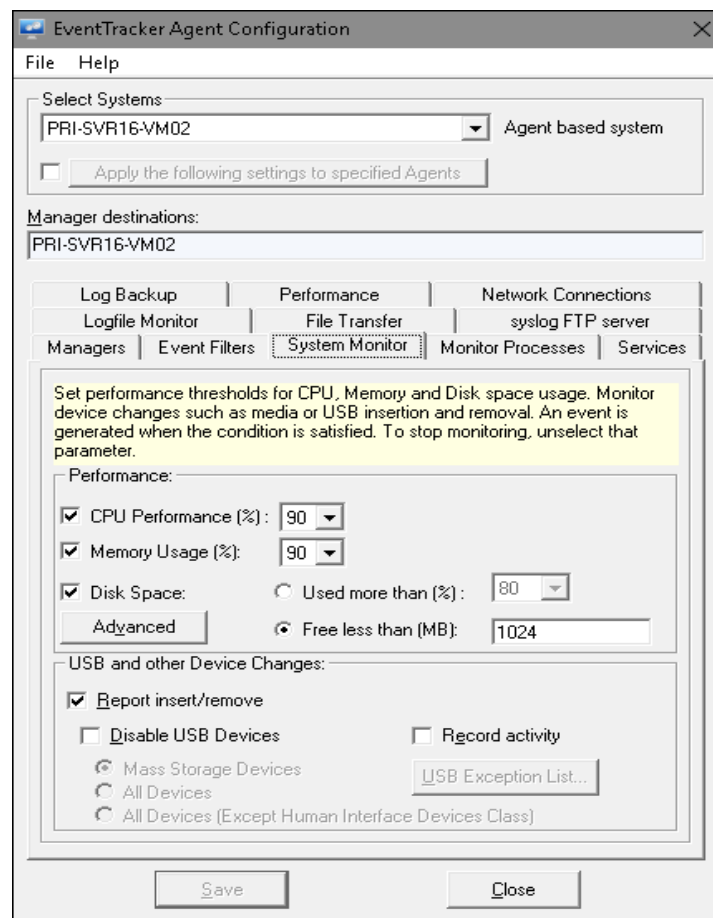 EventTracker Agent Configuration
File Help
Select Systems
PRI-SVR16-VM02 Agent based system
Apply the following settings to specified Agents
Manager destinations:
PRI-SVR16-VM02
Log Backup Performance Network Connections
Logfile Monitor File Transfer syslog FTP server
Managers Event Filters System Monitor Monitor Processes Services
Set performance thresholds for CPU, Memory and Disk space usage. Monitor
device changes such as media or USB insertion and removal. An event is
generated when the condition is satisfied. To stop monitoring, unselect that
parameter.
Performance:
CPU Performance (%) : 90
Memory Usage (%): 90
Disk Space: Used more than (%) : 80
Advanced Free less than (MB): 1024
USB and other Device Changes:
Report insert/remove
Disable USB Devices Record activity
Mass Storage Devices USB Exception List...
All Devices
All Devices (Except Human Interface Devices Class)
Save Close